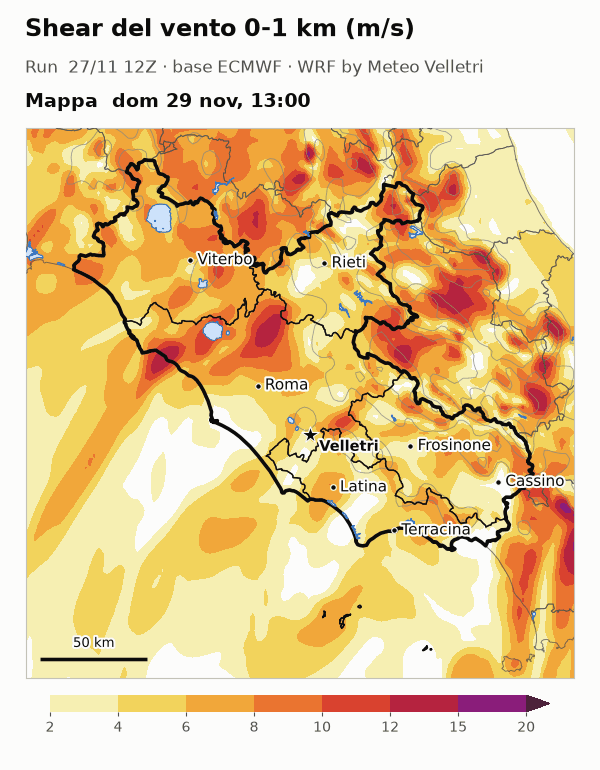 Shear del vento 0-1 km (m/s)
Run  27/11 12Z · base ECMWF · WRF by Meteo Velletri
Mappa  dom 29 nov, 13:00
Viterbo
Rieti
Roma
Velletri
Frosinone
Latina
Cassino
Terracina
50 km
2 4 6 8 10 12 15 20